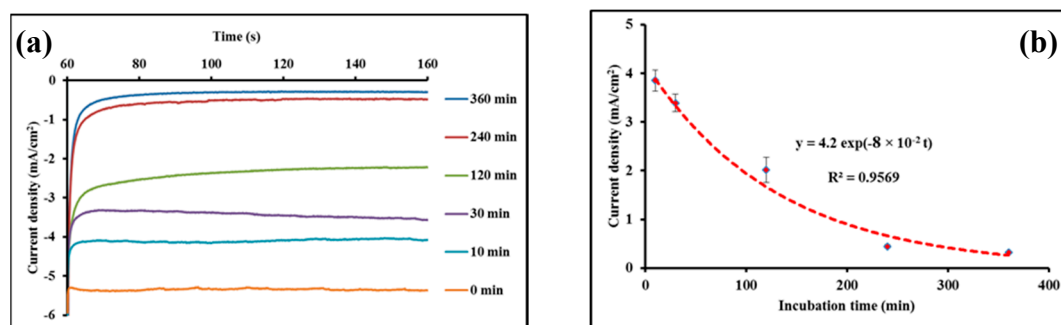 (a)
Time (s)
60 80 100 120 140 160
0
-1
-2
-3
-4
-5
-6
Current density (mA/cm²)
360 min
240 min
120 min
30 min
10 min
0 min
(b)
5
4
3
2
1
0
Current density (mA/cm²)
y = 4.2 exp(-8 × 10⁻² t)
R² = 0.9569
0 100 200 300 400
Incubation time (min)